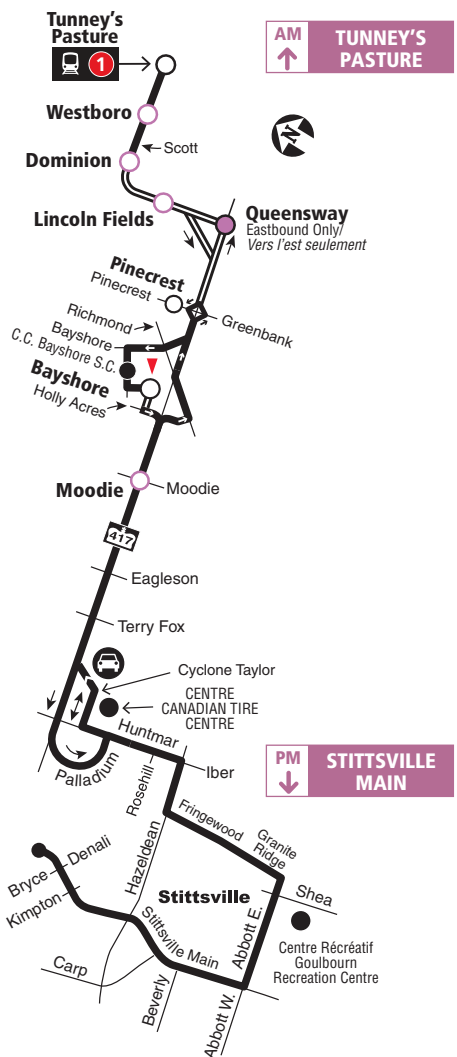 Tunney's
Pasture
1
AM
TUNNEY'S
PASTURE
Westboro
Scott
N
Dominion
Lincoln Fields
Queensway
Eastbound Only/
Vers l'est seulement
Pinecrest
Pinecrest
Greenbank
Richmond
Bayshore
C.C. Bayshore S.C.
Bayshore
Holly Acres
Moodie
Moodie
417
Eagleson
Terry Fox
Cyclone Taylor
CENTRE
CANADIAN TIRE
CENTRE
Huntmar
Palladium
Iber
Rosehill
PM
STITTSVILLE
MAIN
Fringewood
Granite
Ridge
Hazeldean
Denali
Bryce
Kimpton
Stittsville
Shea
Abbott E.
Stittsville Main
Centre Récréatif
Goulbourn
Recreation Centre
Carp
Beverly
Abbott W.